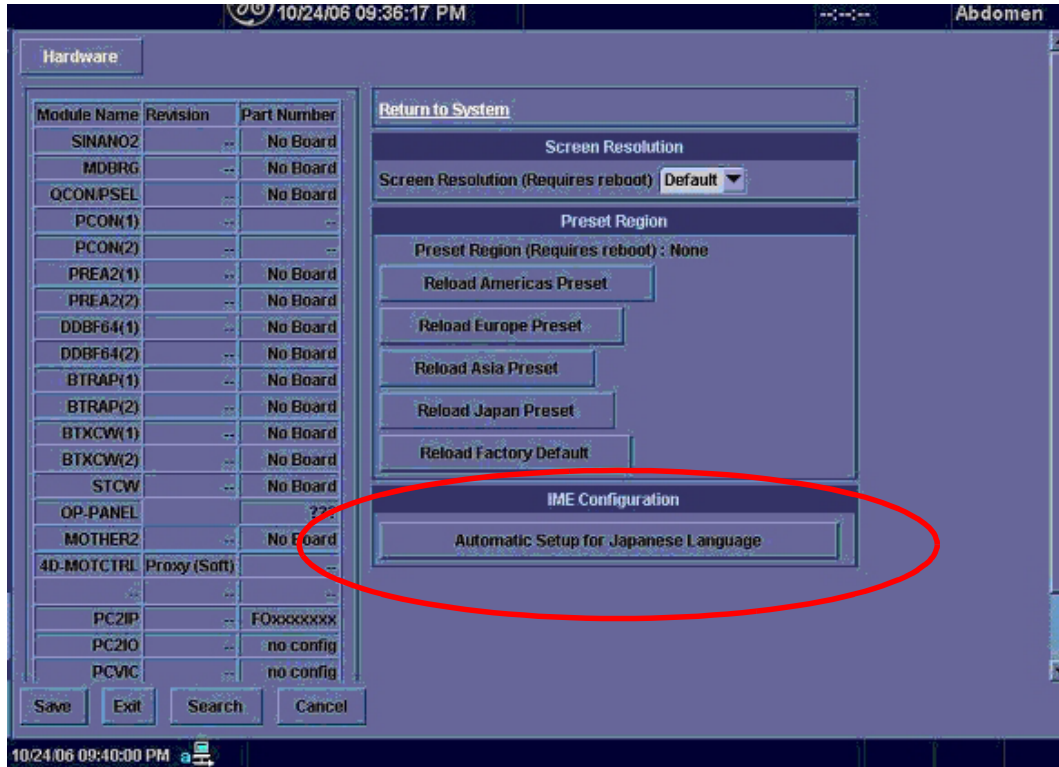 10/24/06 09:36:17 PM --:--:-- Abdomen
Hardware
Module Name Revision Part Number
SINANO2 -- No Board
MDBRG -- No Board
QCON/PSEL -- No Board
PCON(1) -- --
PCON(2) -- --
PREA2(1) -- No Board
PREA2(2) -- No Board
DDBF64(1) -- No Board
DDBF64(2) -- No Board
BTRAP(1) -- No Board
BTRAP(2) -- No Board
BTXCW(1) -- No Board
BTXCW(2) -- No Board
STCW -- No Board
OP-PANEL ???
MOTHER2 -- No Board
4D-MOTCTRL Proxy (Soft) --
-- -- --
PC2IP -- FOxxxxxxx
PC2IO -- no config
PCVIC -- no config
Return to System
Screen Resolution
Screen Resolution (Requires reboot) Default
Preset Region
Preset Region (Requires reboot) : None
Reload Americas Preset
Reload Europe Preset
Reload Asia Preset
Reload Japan Preset
Reload Factory Default
IME Configuration
Automatic Setup for Japanese Language
Save Exit Search Cancel
10/24/06 09:40:00 PM a